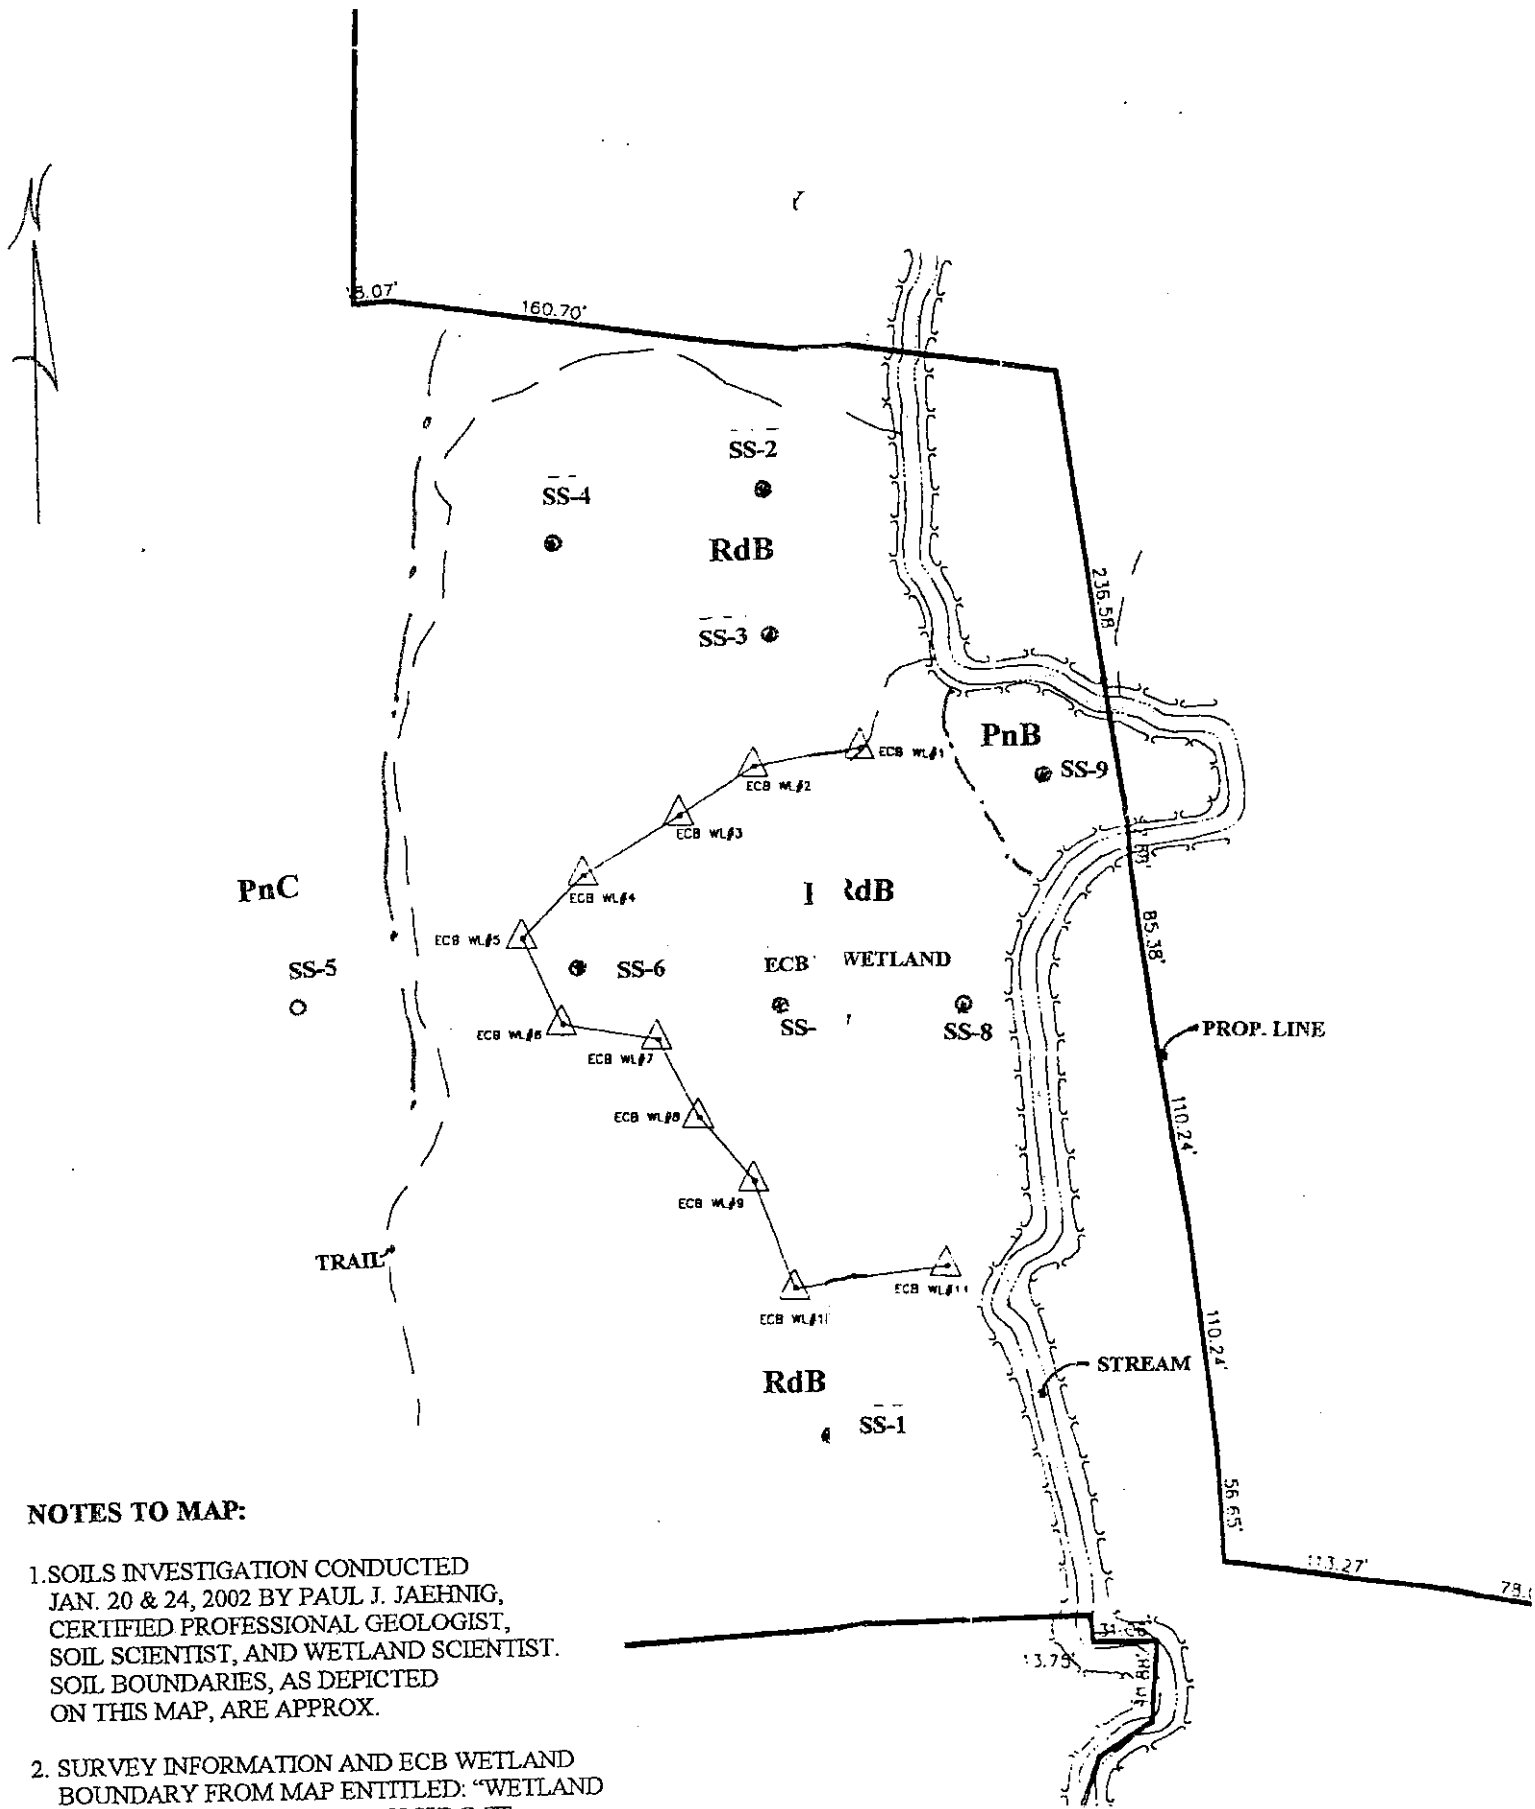 N
18.07'
160.70'
SS-2
SS-4
RdB
SS-3
236.58'
PnB
SS-9
ECB WL#1
ECB WL#2
ECB WL#3
ECB WL#4
PnC
RdB
ECB WL#5
SS-5
SS-6
ECB WETLAND
85.38'
SS-
SS-8
ECB WL#6
ECB WL#7
PROP. LINE
ECB WL#8
110.24'
ECB WL#9
TRAIL
ECB WL#11
ECB WL#1
110.24'
STREAM
RdB
SS-1
56.65'
NOTES TO MAP:
1.SOILS INVESTIGATION CONDUCTED
JAN. 20 & 24, 2002 BY PAUL J. JAEHNIG,
CERTIFIED PROFESSIONAL GEOLOGIST,
SOIL SCIENTIST, AND WETLAND SCIENTIST.
SOIL BOUNDARIES, AS DEPICTED
ON THIS MAP, ARE APPROX.
113.27'
13.75'
2. SURVEY INFORMATION AND ECB WETLAND
BOUNDARY FROM MAP ENTITLED: "WETLAND